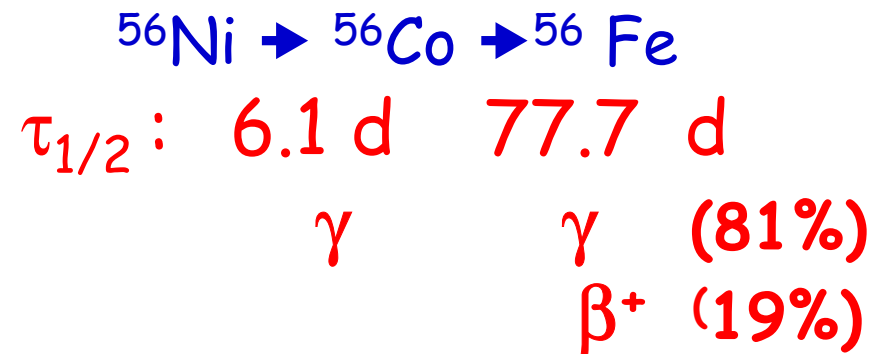 ⁵⁶Ni ➡ ⁵⁶Co ➡ ⁵⁶ Fe
τ₁/₂ : 6.1 d 77.7 d
γ γ (81%)
β⁺ (19%)